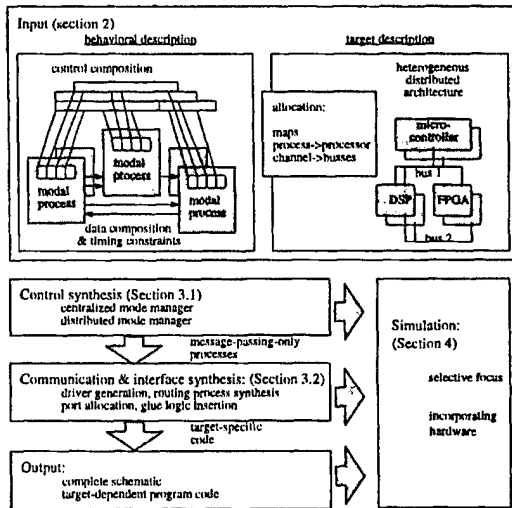 Input (section 2)
behavioral description
control composition
modal
process
modal
process
modal
process
data composition
& timing constraints
target description
heterogeneous
distributed
architecture
allocation:
maps
process->processor
channel->busses
micro-
controller
bus 1
DSP
FPGA
bus 2
Control synthesis (Section 3.1)
centralized mode manager
distributed mode manager
message-passing-only
processes
Communication & interface synthesis: (Section 3.2)
driver generation, routing process synthesis
port allocation, glue logic insertion
target-specific
code
Output:
complete schematic
target-dependent program code
Simulation:
(Section 4)
selective focus
incorporating
hardware